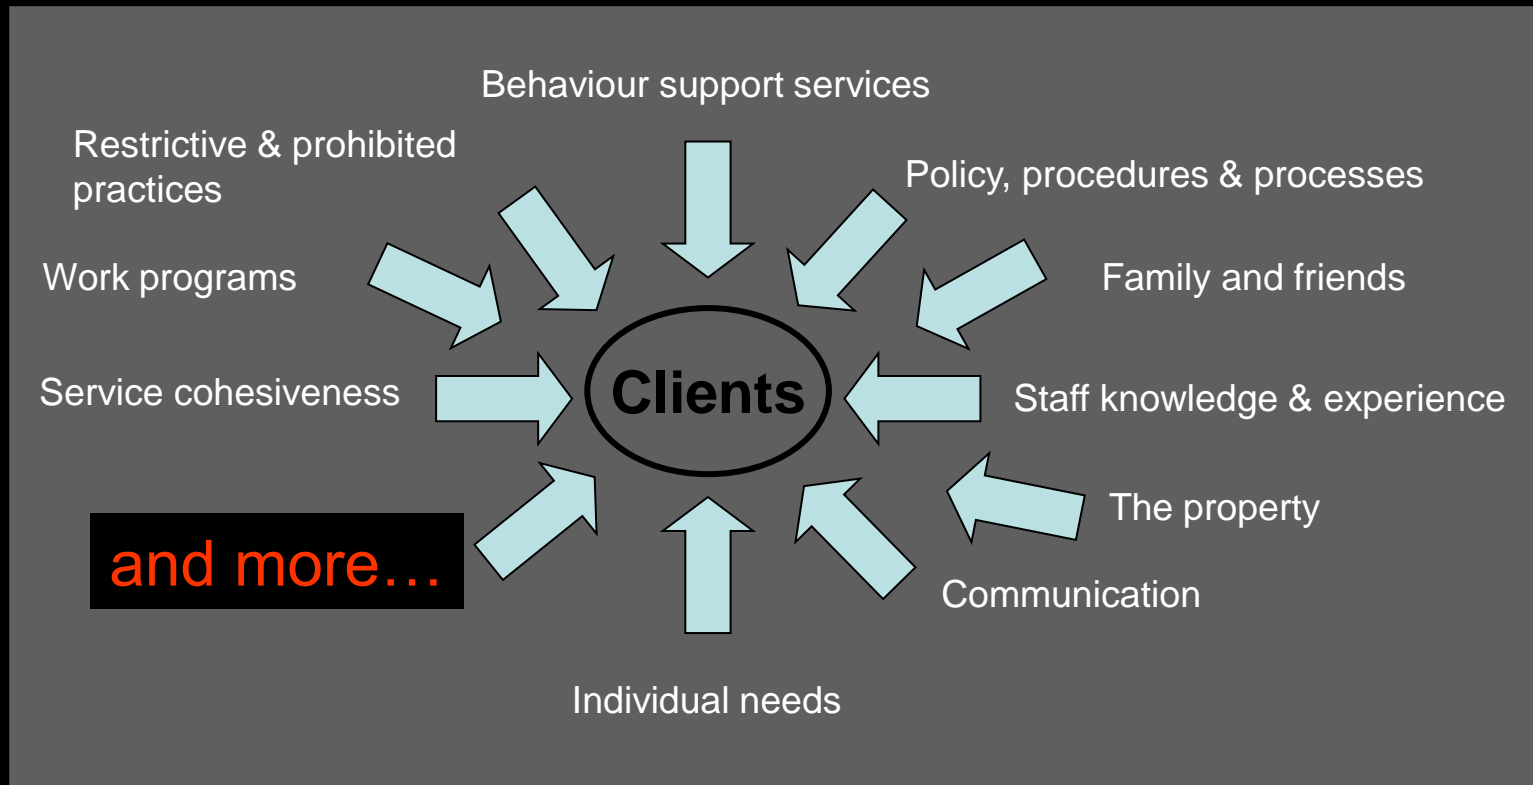 Behaviour support services
Restrictive & prohibited
practices
Policy, procedures & processes
Work programs
Family and friends
Service cohesiveness
Clients
Staff knowledge & experience
The property
and more…
Communication
Individual needs